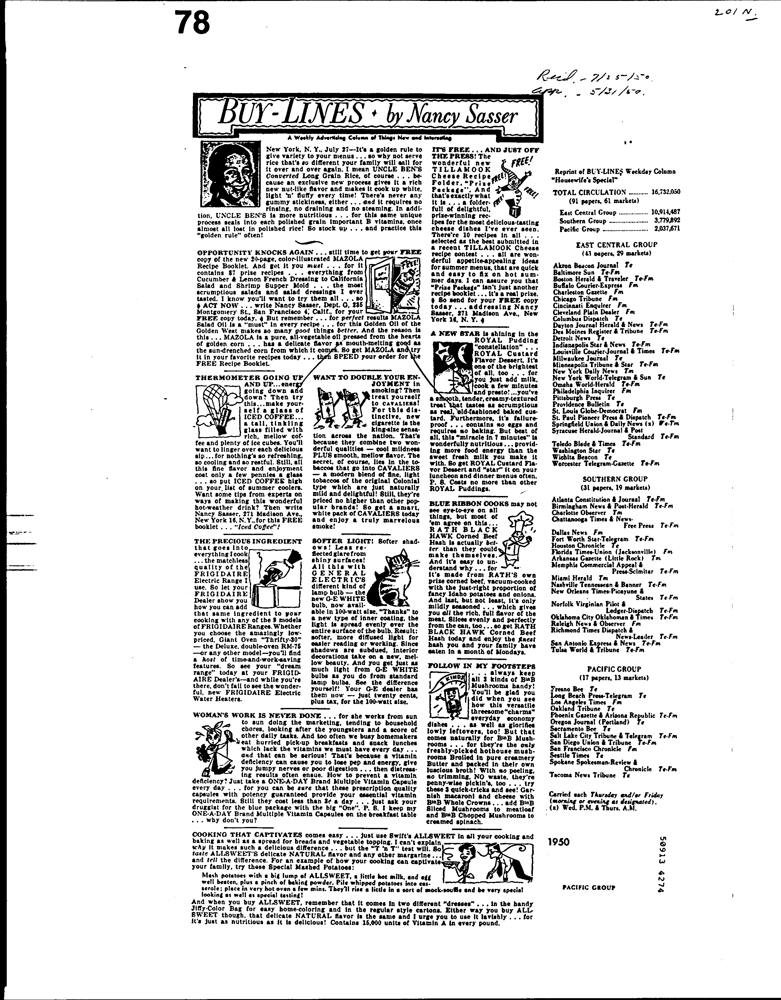 78
201 N.
Recd. - 7/25/50.
- 5/31/50.
BUY-LINES • by Nancy Sasser
A Weekly Advertising Column of Things New and Interesting
New York, N. Y., July 27—It's a golden rule to
give variety to your menus . . . so why not serve
rice that's so different your family will call for
it over and over again. I mean UNCLE BEN'S
Converted Long Grain Rice, of course . . . because
cause an exclusive new process gives it a rich
new nut-like flavor and makes it cook up white,
light 'n' fluffy every time! There's never any
gummy stickiness, either . . . and it requires no
rinsing, no draining and no steaming. In addi-
tion, UNCLE BEN'S is more nutritious . . . for this same unique
process seals into each polished grain important B vitamins, once
almost all lost in polished rice! So stock up . . . and practice this
"golden rule" often!
OPPORTUNITY KNOCKS AGAIN . . . still time to get your FREE
copy of the new 24-page, color-illustrated MAZOLA
Recipe Booklet. And get it you must . . . for it
contains 57 prize recipes . . . everything from
Cucumber & Lemon French Dressing to California
Salad and Shrimp Supper Mold . . . the most
scrumptious salads and salad dressings I ever
tasted. I know you'll want to try them all . . . so
ACT NOW . . . write Nancy Sasser, Dept. O, 235
Montgomery St., San Francisco 4, Calif., for your
FREE copy today. But remember . . . for perfect results MAZOLA
Salad Oil is a "must" in every recipe . . . for this Golden Oil of the
Golden West makes so many good things better. And the reason is
this . . . MAZOLA is a pure, all-vegetable oil pressed from the hearts
of golden corn . . . has a delicate flavor as mouth-melting good as
the sun-drenched corn from which it comes. So get MAZOLA and try
it in your favorite recipes today . . . then SPEED your order for the
FREE Recipe Booklet.
THERMOMETER GOING UP
AND UP...energy
going down and
down? Then try
this...make your-
self a glass of
ICED COFFEE...
a tall, tinkling
glass filled with
rich, mellow cof-
fee and plenty of ice cubes. You'll
want to linger over each delicious
sip...for nothing's so refreshing,
so cooling and so restful. Still, all
this fine flavor and enjoyment
cost only a few pennies a glass
. . . so put ICED COFFEE high
on your list of summer coolers.
Want some tips from experts on
ways of making this wonderful
hot-weather drink? Then write
Nancy Sasser, 271 Madison Ave.,
New York 16, N.Y., for this FREE
booklet . . . "Iced Coffee"!
WANT TO DOUBLE YOUR EN-
JOYMENT in
smoking? Then
treat yourself
to CAVALIERS!
For this dis-
tinctive, new
cigarette is the
king-size sensa-
tion across the nation. That's
because they combine two won-
derful qualities — cool mildness
PLUS smooth, mellow flavor. The
secret, of course, lies in the to-
baccos that go into CAVALIERS
— a modern blend of fine, light
tobaccos of the original Colonial
type which are just naturally
mild and delightful! Still, they're
priced no higher than other pop-
ular brands! So get a smart,
white pack of CAVALIERS today
and enjoy a truly marvelous
smoke!
THE PRECIOUS INGREDIENT
that goes into
everything I cook
. . . the matchless
quality of the
FRIGIDAIRE
Electric Range I
use. So let your
FRIGIDAIRE
Dealer show you
how you can add
that same ingredient to your
cooking with any of the 9 models
of FRIGIDAIRE Ranges. Whether
you choose the amazingly low-
priced, Giant Oven "Thrifty-30"
— the Deluxe, double-oven RM-75
—or any other model—you'll find
a host of time-and-work-saving
features. So see your "dream
range" today at your FRIGID-
AIRE Dealer's—and while you're
there, don't fail to see the wonder-
ful, new FRIGIDAIRE Electric
Water Heaters.
SOFTER LIGHT! Softer shad-
ows! Less re-
flected glare from
shiny surfaces!
All this with
GENERAL
ELECTRIC'S
different kind of
lamp bulb — the
new G-E WHITE
bulb, now avail-
able in 100-watt size. "Thanks" to
a new type of inner coating, the
light is spread evenly over the
entire surface of the bulb. Result:
softer, more diffused light for
easier reading or working. Since
shadows are subdued, interior
decorations take on a new, mel-
low beauty. And you get just as
much light from G-E WHITE
bulbs as you do from standard
lamp bulbs. See the difference
yourself! Your G-E dealer has
them now — just twenty cents,
plus tax, for the 100-watt size.
WOMAN'S WORK IS NEVER DONE . . . for she works from sun
to sun doing the marketing, tending to household
chores, looking after the youngsters and a score of
other daily tasks. And too often we busy homemakers
eat hurried pick-up breakfasts and snack lunches
which lack the vitamins we must have every day . . .
and that can be serious! That's because a vitamin
deficiency can cause you to lose pep and energy, give
you jumpy nerves or poor digestion . . . then distress-
ing results often ensue. How to prevent a vitamin
deficiency? Just take a ONE-A-DAY Brand Multiple Vitamin Capsule
every day . . . for you can be sure that these prescription quality
capsules with potency guaranteed provide your essential vitamin
requirements. Still they cost less than 3¢ a day . . . just ask your
druggist for the blue package with the big "One". P. S. I keep my
ONE-A-DAY Brand Multiple Vitamin Capsules on the breakfast table
. . . why don't you?
IT'S FREE . . . AND JUST OFF
THE PRESS! The
wonderful new
TILLAMOOK
Cheese Recipe
Folder, "Prize
Package". And
that's exactly what
it is . . . a folder-
full of delightful,
prize-winning rec-
ipes for the most delicious-tasting
cheese dishes I've ever seen.
There're 10 recipes in all . . .
selected as the best submitted in
a recent TILLAMOOK Cheese
recipe contest . . . all are won-
derful appetite-appealing ideas
for summer menus, that are quick
and easy to fix on hot sum-
mer days. I can assure you that
"Prize Package" isn't just another
recipe booklet... it's a real prize.
So send for your FREE copy
today . . . addressing Nancy
Sasser, 271 Madison Ave., New
York 16, N. Y.
FREE!
FREE!
FREE!
FREE
A NEW STAR is shining in the
ROYAL Pudding
"constellation" . . .
ROYAL Custard
Flavor Dessert. It's
one of the brightest
of all, too . . . for
you just add milk,
cook a few minutes
and presto!...you've
a smooth, tender, creamy-textured
treat that tastes as scrumptious
as real, old-fashioned baked cus-
tard. Furthermore, it's failure-
proof . . . contains no eggs and
requires no baking. But best of
all, this "miracle in 7 minutes" is
wonderfully nutritious . . . provid-
ing more food energy than the
sweet fresh milk you make it
with. So get ROYAL Custard Fla-
vor Dessert and "star" it on your
luncheon and dinner menus often.
P. S. Costs no more than other
ROYAL Puddings.
BLUE RIBBON COOKS may not
see eye-to-eye on all
things, but most of
'em agree on this...
RATH BLACK
HAWK Corned Beef
Hash is actually bet-
ter than they could
make themselves.
And it's easy to un-
derstand why . . . for
it's made from RATH'S own
prize corned beef, vacuum-cooked
with the just-right proportion of
fancy Idaho potatoes and onions.
And last, but not least, it's only
mildly seasoned . . . which gives
you all the rich, full flavor of the
meat. Slices evenly and perfectly
from the can, too . . . so get RATH
BLACK HAWK Corned Beef
Hash today and enjoy the finest
hash you and your family have
eaten in a month of Mondays.
FOLLOW IN MY FOOTSTEPS
. . . always keep
all 3 kinds of BinB
Mushrooms handy!
You'll be glad you
did when you see
how this versatile
threesome "charms"
everyday economy
dishes . . . as well as glorifies
lowly leftovers, too! But that
comes naturally for BinB Mush-
rooms . . . for they're the only
freshly-picked hothouse mush-
rooms Broiled in pure creamery
Butter and packed in their own
luscious broth! With no peeling,
no trimming, NO waste, they're
penny-wise pickin's, too . . . try
these 3 quick-tricks and see! Gar-
nish macaroni and cheese with
BinB Whole Crowns . . . add BinB
Sliced Mushrooms to meatloaf
and BinB Chopped Mushrooms to
creamed spinach.
COOKING THAT CAPTIVATES comes easy . . . just use Swift's ALLSWEET in all your cooking and
baking as well as a spread for breads and vegetable topping. I can't explain
why it makes such a delicious difference . . . but the "T 'n T" test will. So
taste ALLSWEET'S delicate NATURAL flavor and any other margarine . . .
and tell the difference. For an example of how your cooking can captivate
your family, try these Special Mashed Potatoes:
Mash potatoes with a big lump of ALLSWEET, a little hot milk, and egg
well beaten, plus a pinch of baking powder. Pile whipped potatoes into cas-
serole; place in very hot oven a few mins. They'll rise a little in a sort of mock-souffle and be very special
looking as well as special tasting!
And when you buy ALLSWEET, remember that it comes in two different "dresses" . . . in the handy
Jiffy-Color Bag for easy home-coloring and in the regular style cartons. Either way you buy ALL-
SWEET though, that delicate NATURAL flavor is the same and I urge you to use it lavishly . . . for
it's just as nutritious as it is delicious! Contains 15,000 units of Vitamin A in every pound.
Reprint of BUY-LINES Weekday Column
"Housewife's Special"
TOTAL CIRCULATION .......... 16,732,050
(91 papers, 61 markets)
East Central Group .......... 10,914,487
Southern Group .......... 3,779,892
Pacific Group .......... 2,037,671
EAST CENTRAL GROUP
(43 papers, 29 markets)
Akron Beacon Journal Te
Baltimore Sun Te-Fm
Boston Herald & Traveler Te-Fm
Buffalo Courier-Express Fm
Charleston Gazette Fm
Chicago Tribune Fm
Cincinnati Enquirer Fm
Cleveland Plain Dealer Fm
Columbus Dispatch Te
Dayton Journal Herald & News Te-Fm
Des Moines Register & Tribune Te-Fm
Detroit News Te
Indianapolis Star & News Te-Fm
Louisville Courier-Journal & Times Te-Fm
Milwaukee Journal Te
Minneapolis Tribune & Star Te-Fm
New York Daily News Tm
New York World-Telegram & Sun Te
Omaha World-Herald Te-Fm
Philadelphia Inquirer Fm
Pittsburgh Press Te
Providence Bulletin Te
St. Louis Globe-Democrat Fm
St. Paul Pioneer Press & Dispatch Te-Fm
Springfield Union & Daily News (x) We-Tm
Syracuse Herald-Journal & Post
Standard Te-Fm
Toledo Blade & Times Te-Fm
Washington Star Te
Wichita Beacon Te
Worcester Telegram-Gazette Te-Fm
SOUTHERN GROUP
(31 papers, 19 markets)
Atlanta Constitution & Journal Te-Fm
Birmingham News & Post-Herald Te-Fm
Charlotte Observer Fm
Chattanooga Times & News-
Free Press Te-Fm
Dallas News Fm
Fort Worth Star-Telegram Te-Fm
Houston Chronicle Te
Florida Times-Union (Jacksonville) Fm
Arkansas Gazette (Little Rock) Tm
Memphis Commercial Appeal &
Press-Scimitar Te-Fm
Miami Herald Tm
Nashville Tennessean & Banner Te-Fm
New Orleans Times-Picayune &
States Te-Fm
Norfolk Virginian Pilot &
Ledger-Dispatch Te-Fm
Oklahoma City Oklahoman & Times Te-Fm
Raleigh News & Observer Fm
Richmond Times Dispatch &
News-Leader Te-Fm
San Antonio Express & News Te-Fm
Tulsa World & Tribune Te-Fm
PACIFIC GROUP
(17 papers, 13 markets)
Fresno Bee Te
Long Beach Press-Telegram Te
Los Angeles Times Fm
Oakland Tribune Te
Phoenix Gazette & Arizona Republic Te-Fm
Oregon Journal (Portland) Te
Sacramento Bee Te
Salt Lake City Tribune & Telegram Te-Fm
San Diego Union & Tribune Te-Fm
San Francisco Chronicle Fm
Seattle Times Te
Spokane Spokesman-Review &
Chronicle Te-Fm
Tacoma News Tribune Te
Carried each Thursday and/or Friday
(morning or evening as designated).
(x) Wed. P.M. & Thurs. A.M.
1950
PACIFIC GROUP
50913 4274